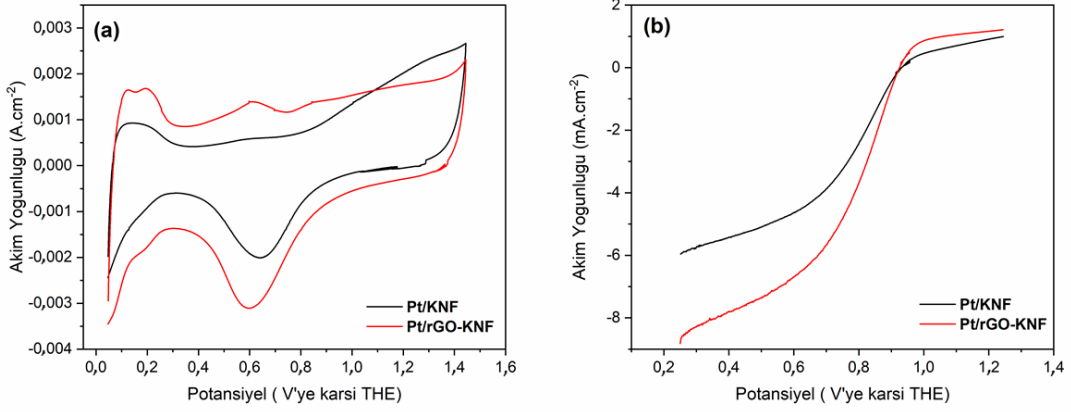 (a)
0,003
0,002
0,001
0,000
-0,001
-0,002
-0,003
-0,004
Akim Yogunlugu (A.cm⁻²)
Pt/KNF
Pt/rGO-KNF
0,0 0,2 0,4 0,6 0,8 1,0 1,2 1,4 1,6
Potansiyel ( V'ye karsi THE)
(b)
2
0
-2
-4
-6
-8
Akim Yogunlugu (mA.cm⁻²)
Pt/KNF
Pt/rGO-KNF
0,2 0,4 0,6 0,8 1,0 1,2 1,4
Potansiyel ( V'ye karsi THE)